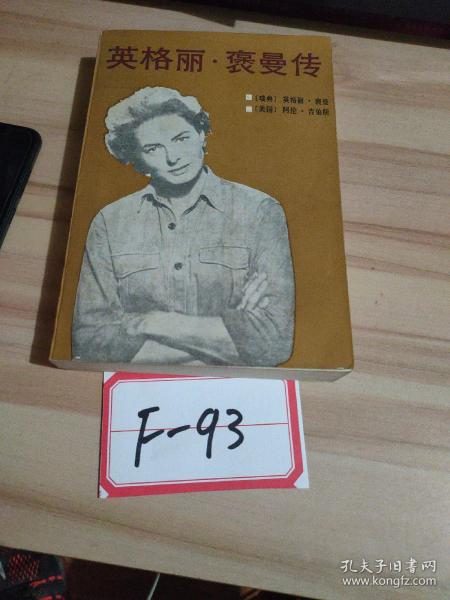 英格丽·褒曼传
〔瑞典〕 英格丽·褒曼
〔美国〕 阿伦·吉伯斯
F-93
孔夫子旧书网
www.kongfz.com